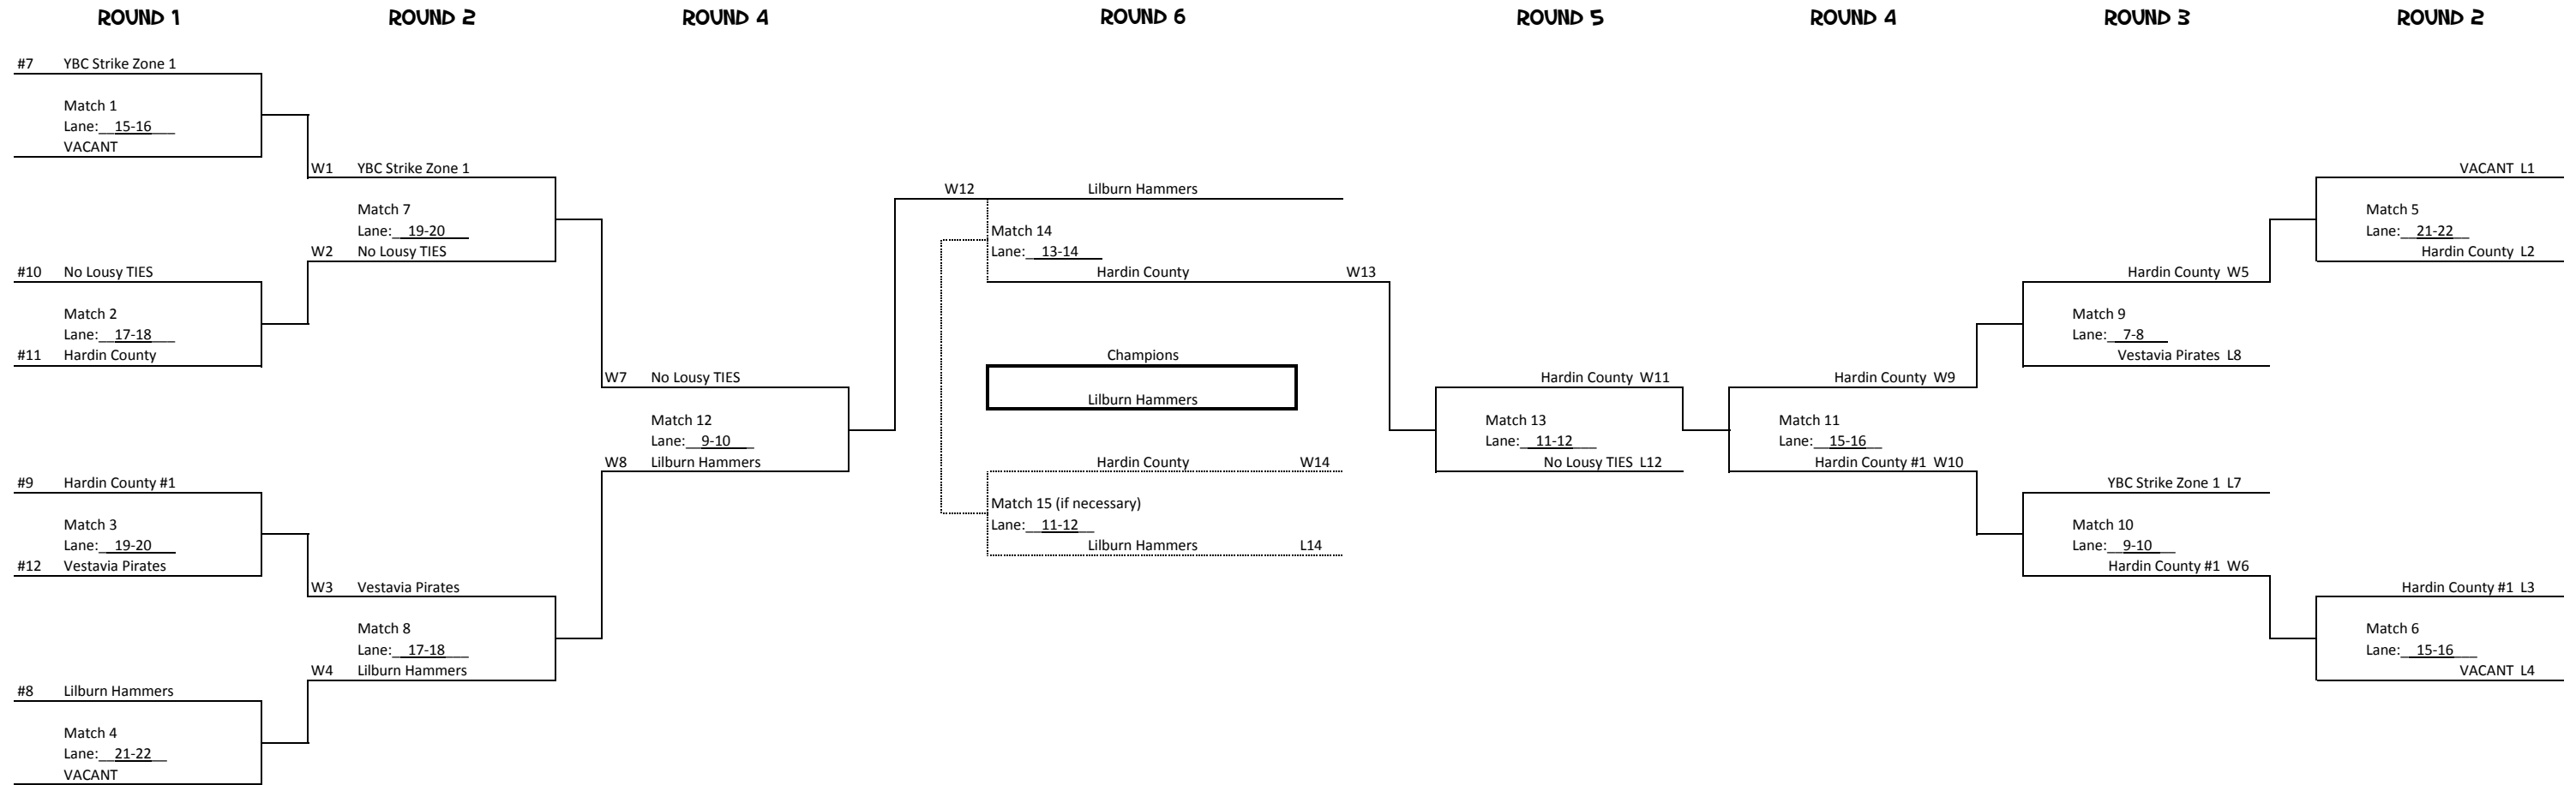 ROUND 1 ROUND 2 ROUND 4 ROUND 6 ROUND 5 ROUND 4 ROUND 3 ROUND 2
#7 YBC Strike Zone 1
Match 1
Lane: 15-16
VACANT
#10 No Lousy TIES
Match 2
Lane: 17-18
#11 Hardin County
#9 Hardin County #1
Match 3
Lane: 19-20
#12 Vestavia Pirates
#8 Lilburn Hammers
Match 4
Lane: 21-22
VACANT
W1 YBC Strike Zone 1
Match 7
Lane: 19-20
W2 No Lousy TIES
W3 Vestavia Pirates
Match 8
Lane: 17-18
W4 Lilburn Hammers
W7 No Lousy TIES
Match 12
Lane: 9-10
W8 Lilburn Hammers
W12 Lilburn Hammers
Match 14
Lane: 13-14
Hardin County W13
Champions
Lilburn Hammers
Hardin County W14
Match 15 (if necessary)
Lane: 11-12
Lilburn Hammers L14
Hardin County W11
Match 13
Lane: 11-12
No Lousy TIES L12
Hardin County W9
Match 11
Lane: 15-16
Hardin County #1 W10
Hardin County W5
Match 9
Lane: 7-8
Vestavia Pirates L8
YBC Strike Zone 1 L7
Match 10
Lane: 9-10
Hardin County #1 W6
VACANT L1
Match 5
Lane: 21-22
Hardin County L2
Hardin County #1 L3
Match 6
Lane: 15-16
VACANT L4